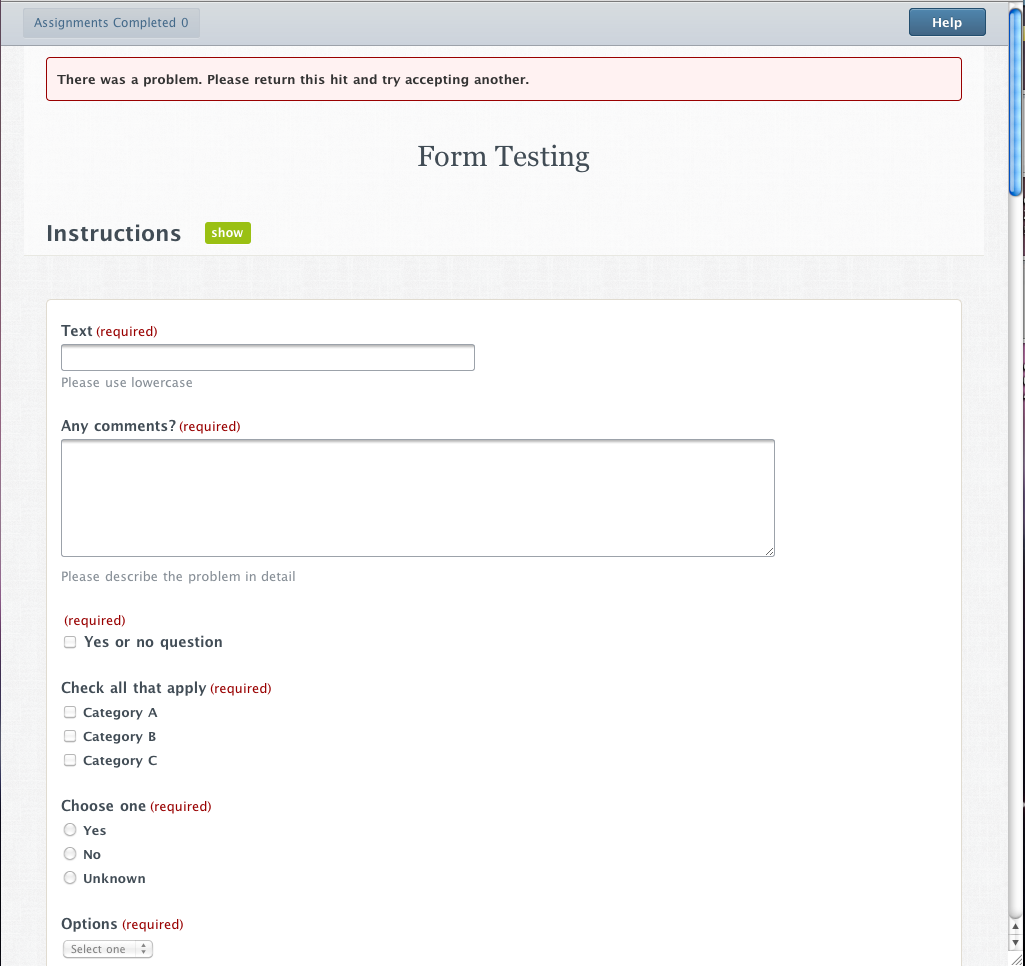 Assignments Completed 0
Help
There was a problem. Please return this hit and try accepting another.
Form Testing
Instructions show
Text (required)
Please use lowercase
Any comments? (required)
Please describe the problem in detail
(required)
Yes or no question
Check all that apply (required)
Category A
Category B
Category C
Choose one (required)
Yes
No
Unknown
Options (required)
Select one